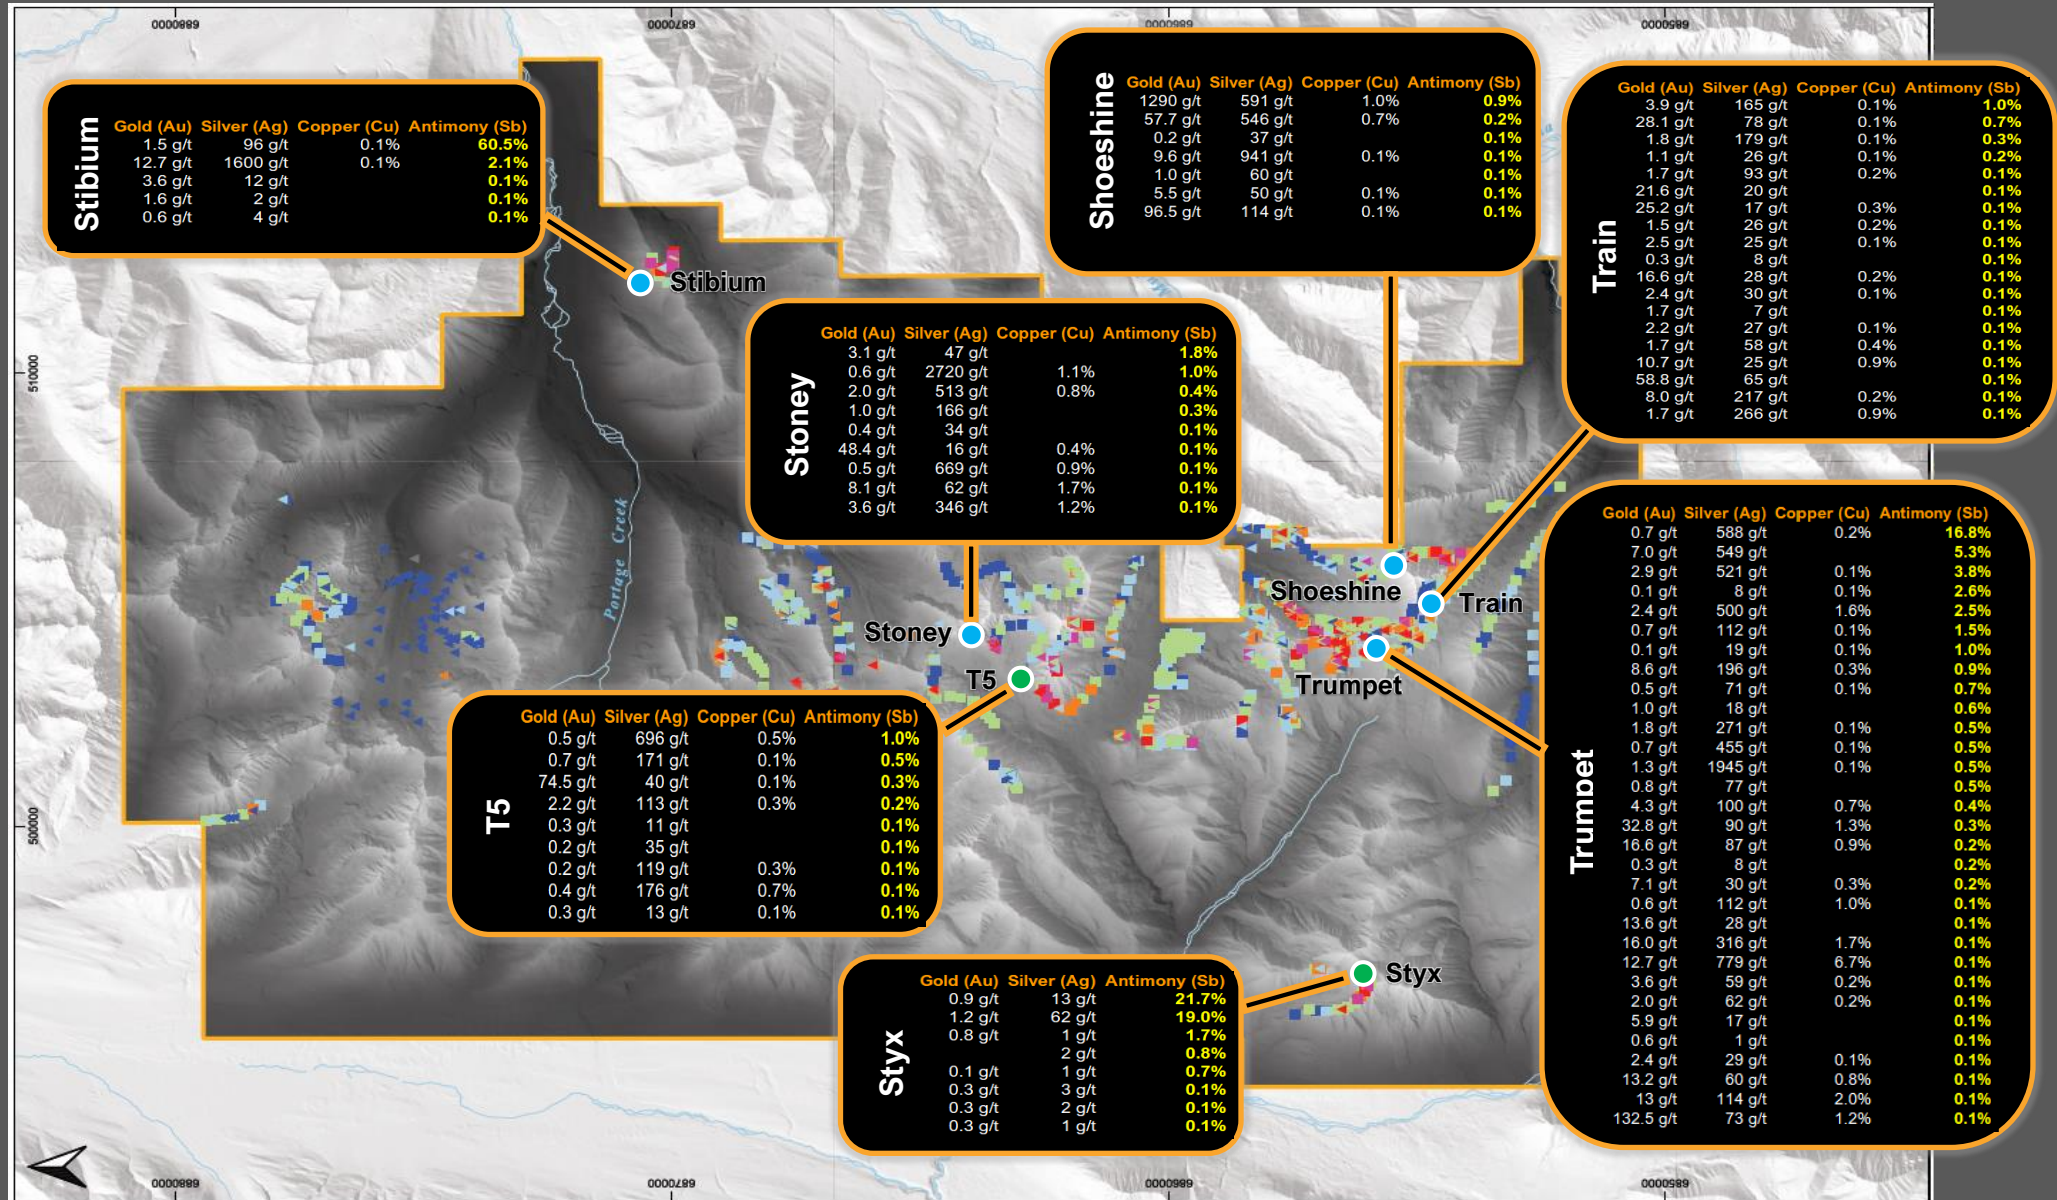 6880000
6870000
6860000
6850000
Stibium
Gold (Au) Silver (Ag) Copper (Cu) Antimony (Sb)
1.5 g/t 96 g/t 0.1% 60.5%
12.7 g/t 1600 g/t 0.1% 2.1%
3.6 g/t 12 g/t 0.1%
1.6 g/t 2 g/t 0.1%
0.6 g/t 4 g/t 0.1%
Shoeshine
Gold (Au) Silver (Ag) Copper (Cu) Antimony (Sb)
1290 g/t 591 g/t 1.0% 0.9%
57.7 g/t 546 g/t 0.7% 0.2%
0.2 g/t 37 g/t 0.1%
9.6 g/t 941 g/t 0.1% 0.1%
1.0 g/t 60 g/t 0.1%
5.5 g/t 50 g/t 0.1% 0.1%
96.5 g/t 114 g/t 0.1% 0.1%
Train
Gold (Au) Silver (Ag) Copper (Cu) Antimony (Sb)
3.9 g/t 165 g/t 0.1% 1.0%
28.1 g/t 78 g/t 0.1% 0.7%
1.8 g/t 179 g/t 0.1% 0.3%
1.1 g/t 26 g/t 0.1% 0.2%
1.7 g/t 93 g/t 0.2% 0.1%
21.6 g/t 20 g/t 0.1%
25.2 g/t 17 g/t 0.3% 0.1%
1.5 g/t 26 g/t 0.2% 0.1%
2.5 g/t 25 g/t 0.1% 0.1%
0.3 g/t 8 g/t 0.1%
16.6 g/t 28 g/t 0.2% 0.1%
2.4 g/t 30 g/t 0.1% 0.1%
1.7 g/t 7 g/t 0.1%
2.2 g/t 27 g/t 0.1% 0.1%
1.7 g/t 58 g/t 0.4% 0.1%
10.7 g/t 25 g/t 0.9% 0.1%
58.8 g/t 65 g/t 0.1%
8.0 g/t 217 g/t 0.2% 0.1%
1.7 g/t 266 g/t 0.9% 0.1%
Stibium
Stoney
Gold (Au) Silver (Ag) Copper (Cu) Antimony (Sb)
3.1 g/t 47 g/t 1.8%
0.6 g/t 2720 g/t 1.1% 1.0%
2.0 g/t 513 g/t 0.8% 0.4%
1.0 g/t 166 g/t 0.3%
0.4 g/t 34 g/t 0.1%
48.4 g/t 16 g/t 0.4% 0.1%
0.5 g/t 669 g/t 0.9% 0.1%
8.1 g/t 62 g/t 1.7% 0.1%
3.6 g/t 346 g/t 1.2% 0.1%
510000
Portage Creek
Shoeshine
Train
Stoney
T5
Trumpet
Trumpet
Gold (Au) Silver (Ag) Copper (Cu) Antimony (Sb)
0.7 g/t 588 g/t 0.2% 16.8%
7.0 g/t 549 g/t 5.3%
2.9 g/t 521 g/t 0.1% 3.8%
0.1 g/t 8 g/t 0.1% 2.6%
2.4 g/t 500 g/t 1.6% 2.5%
0.7 g/t 112 g/t 0.1% 1.5%
0.1 g/t 19 g/t 0.1% 1.0%
8.6 g/t 196 g/t 0.3% 0.9%
0.5 g/t 71 g/t 0.1% 0.7%
1.0 g/t 18 g/t 0.6%
1.8 g/t 271 g/t 0.1% 0.5%
0.7 g/t 455 g/t 0.1% 0.5%
1.3 g/t 1945 g/t 0.1% 0.5%
0.8 g/t 77 g/t 0.5%
4.3 g/t 100 g/t 0.7% 0.4%
32.8 g/t 90 g/t 1.3% 0.3%
16.6 g/t 87 g/t 0.9% 0.2%
0.3 g/t 8 g/t 0.2%
7.1 g/t 30 g/t 0.3% 0.2%
0.6 g/t 112 g/t 1.0% 0.1%
13.6 g/t 28 g/t 0.1%
16.0 g/t 316 g/t 1.7% 0.1%
12.7 g/t 779 g/t 6.7% 0.1%
3.6 g/t 59 g/t 0.2% 0.1%
2.0 g/t 62 g/t 0.2% 0.1%
5.9 g/t 17 g/t 0.1%
0.6 g/t 1 g/t 0.1%
2.4 g/t 29 g/t 0.1% 0.1%
13.2 g/t 60 g/t 0.8% 0.1%
13 g/t 114 g/t 2.0% 0.1%
132.5 g/t 73 g/t 1.2% 0.1%
T5
Gold (Au) Silver (Ag) Copper (Cu) Antimony (Sb)
0.5 g/t 696 g/t 0.5% 1.0%
0.7 g/t 171 g/t 0.1% 0.5%
74.5 g/t 40 g/t 0.1% 0.3%
2.2 g/t 113 g/t 0.3% 0.2%
0.3 g/t 11 g/t 0.1%
0.2 g/t 35 g/t 0.1%
0.2 g/t 119 g/t 0.3% 0.1%
0.4 g/t 176 g/t 0.7% 0.1%
0.3 g/t 13 g/t 0.1% 0.1%
500000
Styx
Styx
Gold (Au) Silver (Ag) Antimony (Sb)
0.9 g/t 13 g/t 21.7%
1.2 g/t 62 g/t 19.0%
0.8 g/t 1 g/t 1.7%
2 g/t 0.8%
0.1 g/t 1 g/t 0.7%
0.3 g/t 3 g/t 0.1%
0.3 g/t 2 g/t 0.1%
0.3 g/t 1 g/t 0.1%
6880000
6870000
6860000
6850000